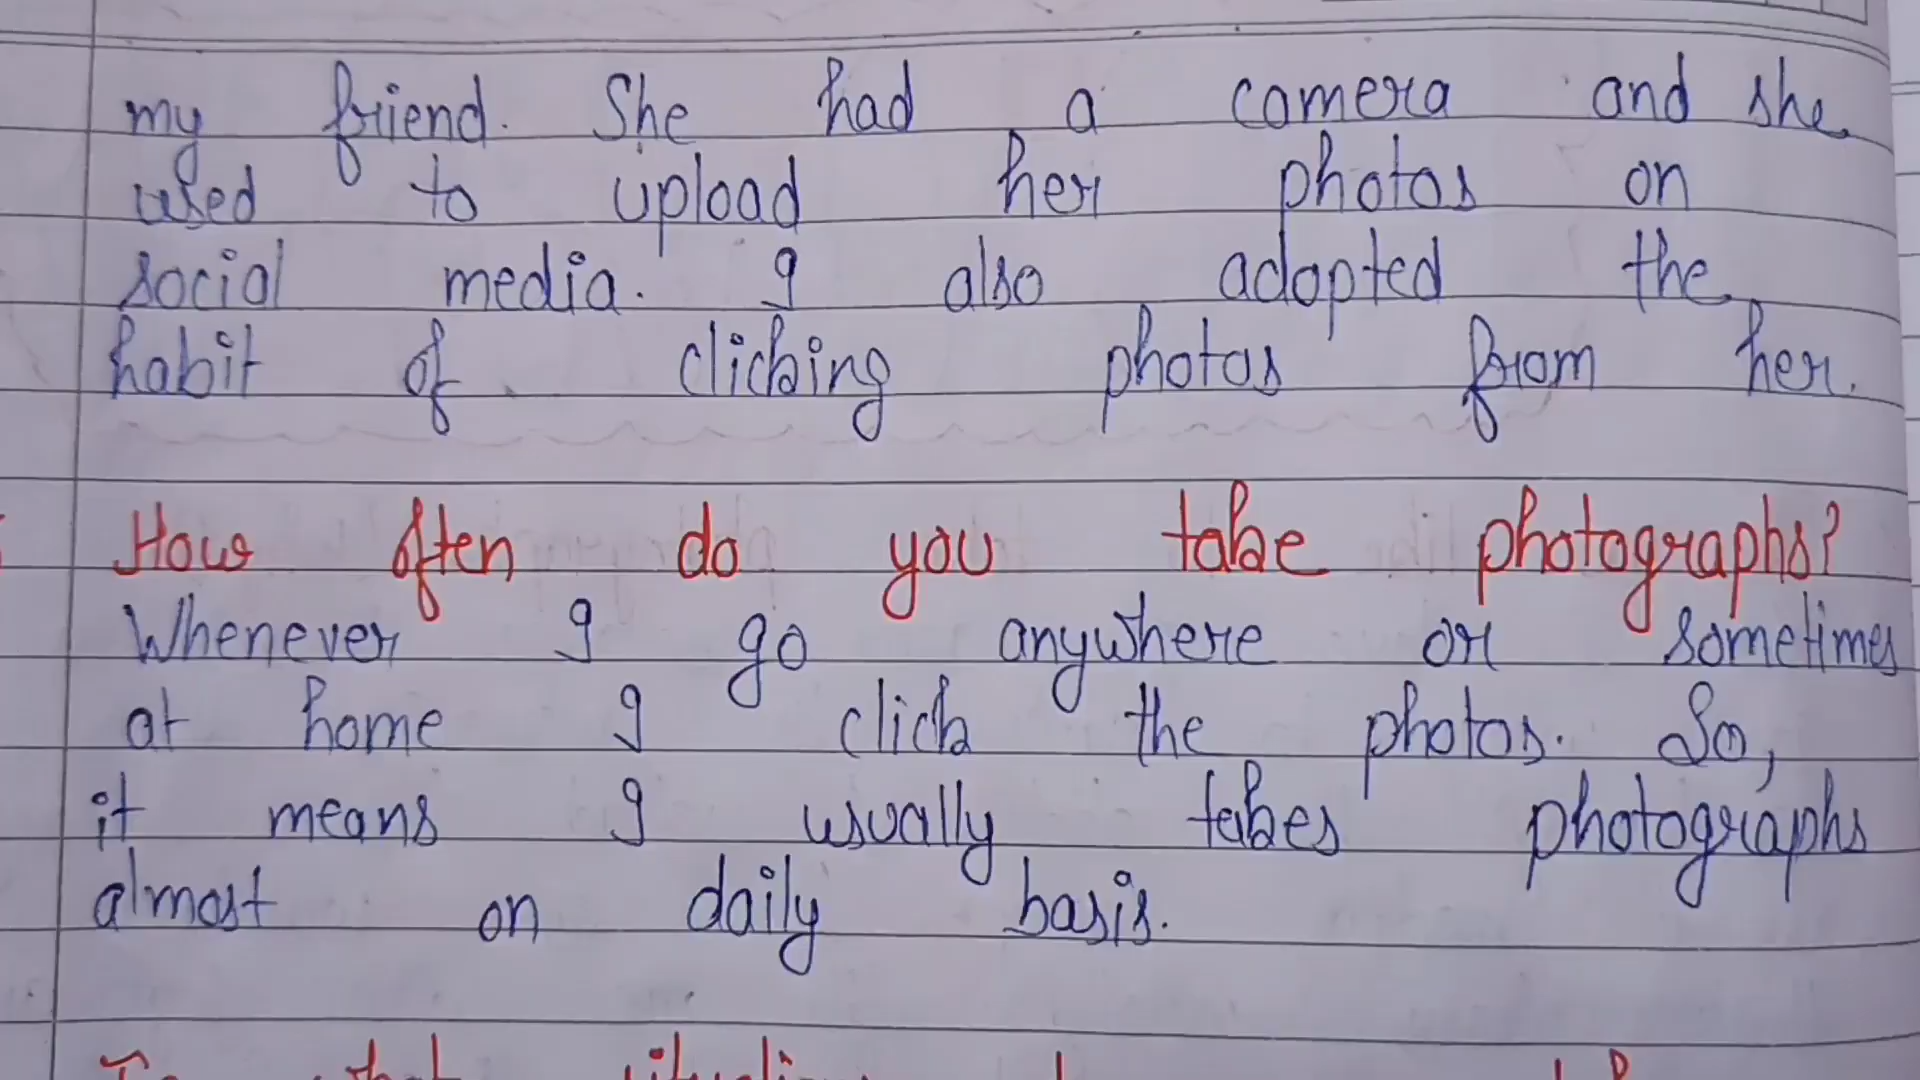 my friend. She had a camera and she
used to upload her photos on
social media. I also adopted the
habit of clicking photos from her.
How often do you take photographs?
Whenever I go anywhere or sometimes
at home I click the photos. So,
it means I usually takes photographs
almost on daily basis.